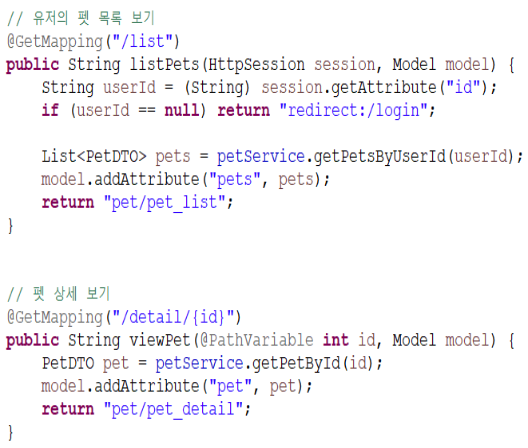 // 유저의 펫 목록 보기
@GetMapping("/list")
public String listPets(HttpSession session, Model model) {
    String userId = (String) session.getAttribute("id");
    if (userId == null) return "redirect:/login";

    List<PetDTO> pets = petService.getPetsByUserId(userId);
    model.addAttribute("pets", pets);
    return "pet/pet_list";
}

// 펫 상세 보기
@GetMapping("/detail/{id}")
public String viewPet(@PathVariable int id, Model model) {
    PetDTO pet = petService.getPetById(id);
    model.addAttribute("pet", pet);
    return "pet/pet_detail";
}